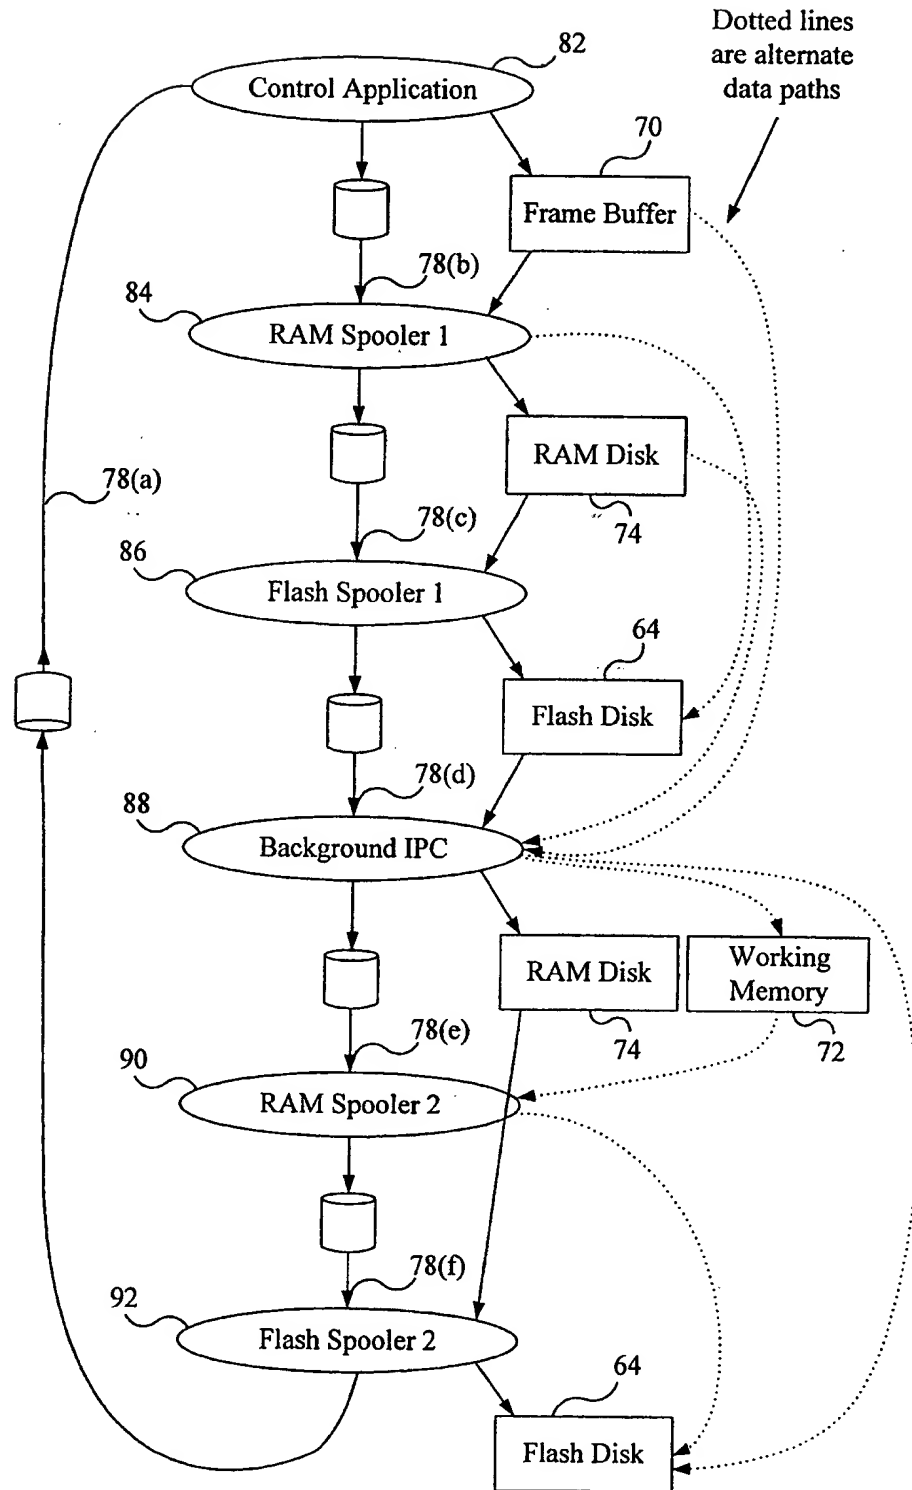 Dotted lines
are alternate
data paths
82
Control Application
70
Frame Buffer
78(b)
84
RAM Spooler 1
RAM Disk
78(a)
74
78(c)
86
Flash Spooler 1
64
Flash Disk
78(d)
88
Background IPC
RAM Disk
Working
Memory
74
72
78(e)
90
RAM Spooler 2
78(f)
92
Flash Spooler 2
64
Flash Disk